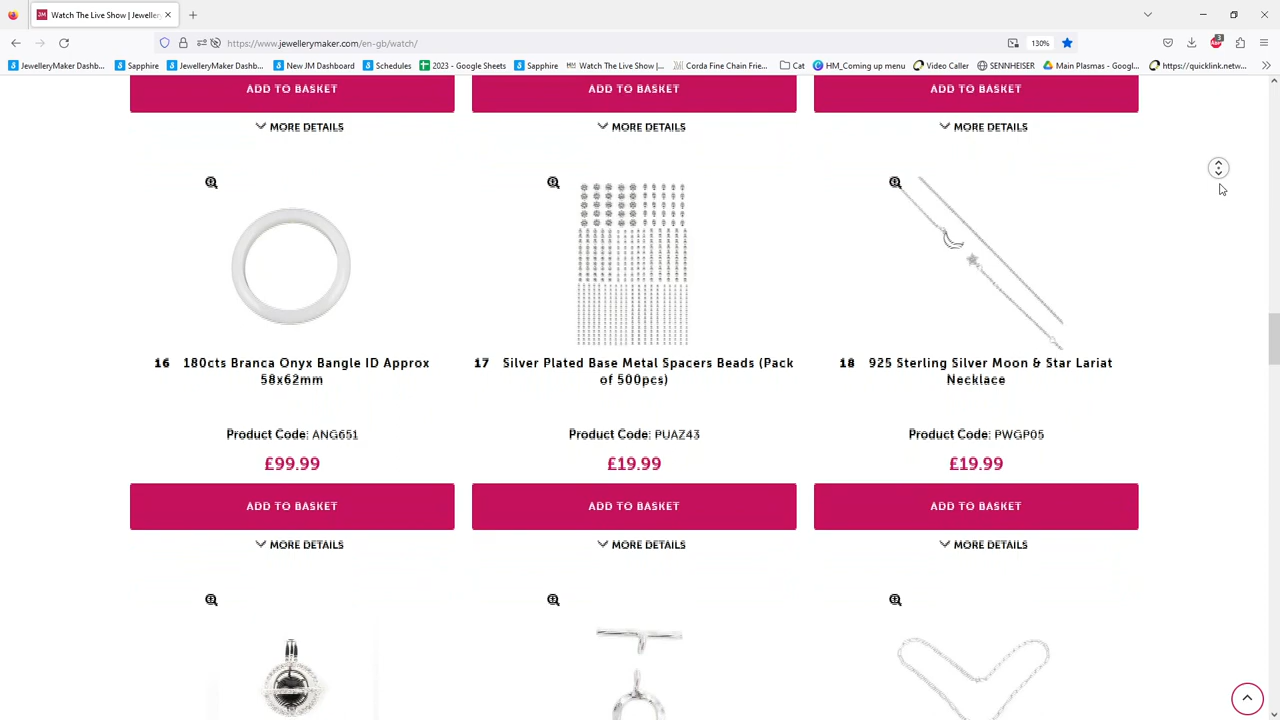 JM Watch The Live Show | Jeweller
https://www.jewellerymaker.com/en-gb/watch/
130%
3
JewelleryMaker Dashb...
Sapphire
JewelleryMaker Dashb...
New JM Dashboard
Schedules
2023 - Google Sheets
Sapphire
Watch The Live Show |...
Corda Fine Chain Frie...
Cat
HM_Coming up menu
Video Caller
SENNHEISER
Main Plasmas - Googl...
https://quicklink.netw...
ADD TO BASKET
ADD TO BASKET
ADD TO BASKET
MORE DETAILS
MORE DETAILS
MORE DETAILS
16 180cts Branca Onyx Bangle ID Approx
58x62mm
Product Code: ANG651
£99.99
ADD TO BASKET
MORE DETAILS
17 Silver Plated Base Metal Spacers Beads (Pack
of 500pcs)
Product Code: PUAZ43
£19.99
ADD TO BASKET
MORE DETAILS
18 925 Sterling Silver Moon & Star Lariat
Necklace
Product Code: PWGP05
£19.99
ADD TO BASKET
MORE DETAILS